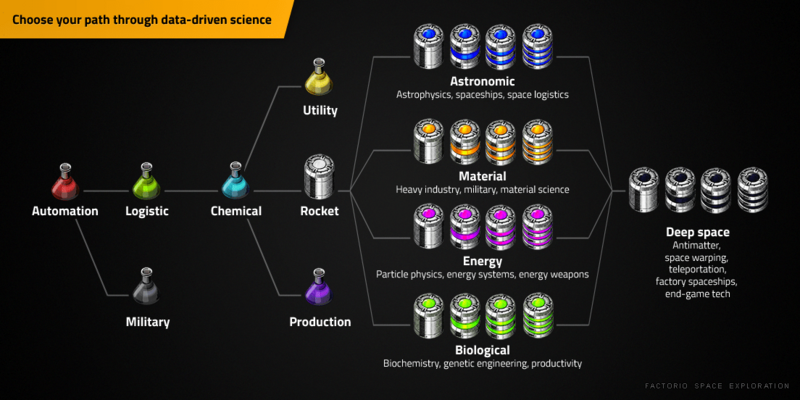 Choose your path through data-driven science
Astronomic
Astrophysics, spaceships, space logistics
Utility
Material
Heavy industry, military, material science
Automation
Logistic
Chemical
Rocket
Deep space
Antimatter,
space warping,
teleportation,
factory spaceships,
end-game tech
Energy
Particle physics, energy systems, energy weapons
Military
Production
Biological
Biochemistry, genetic engineering, productivity
FACTORIO SPACE EXPLORATION